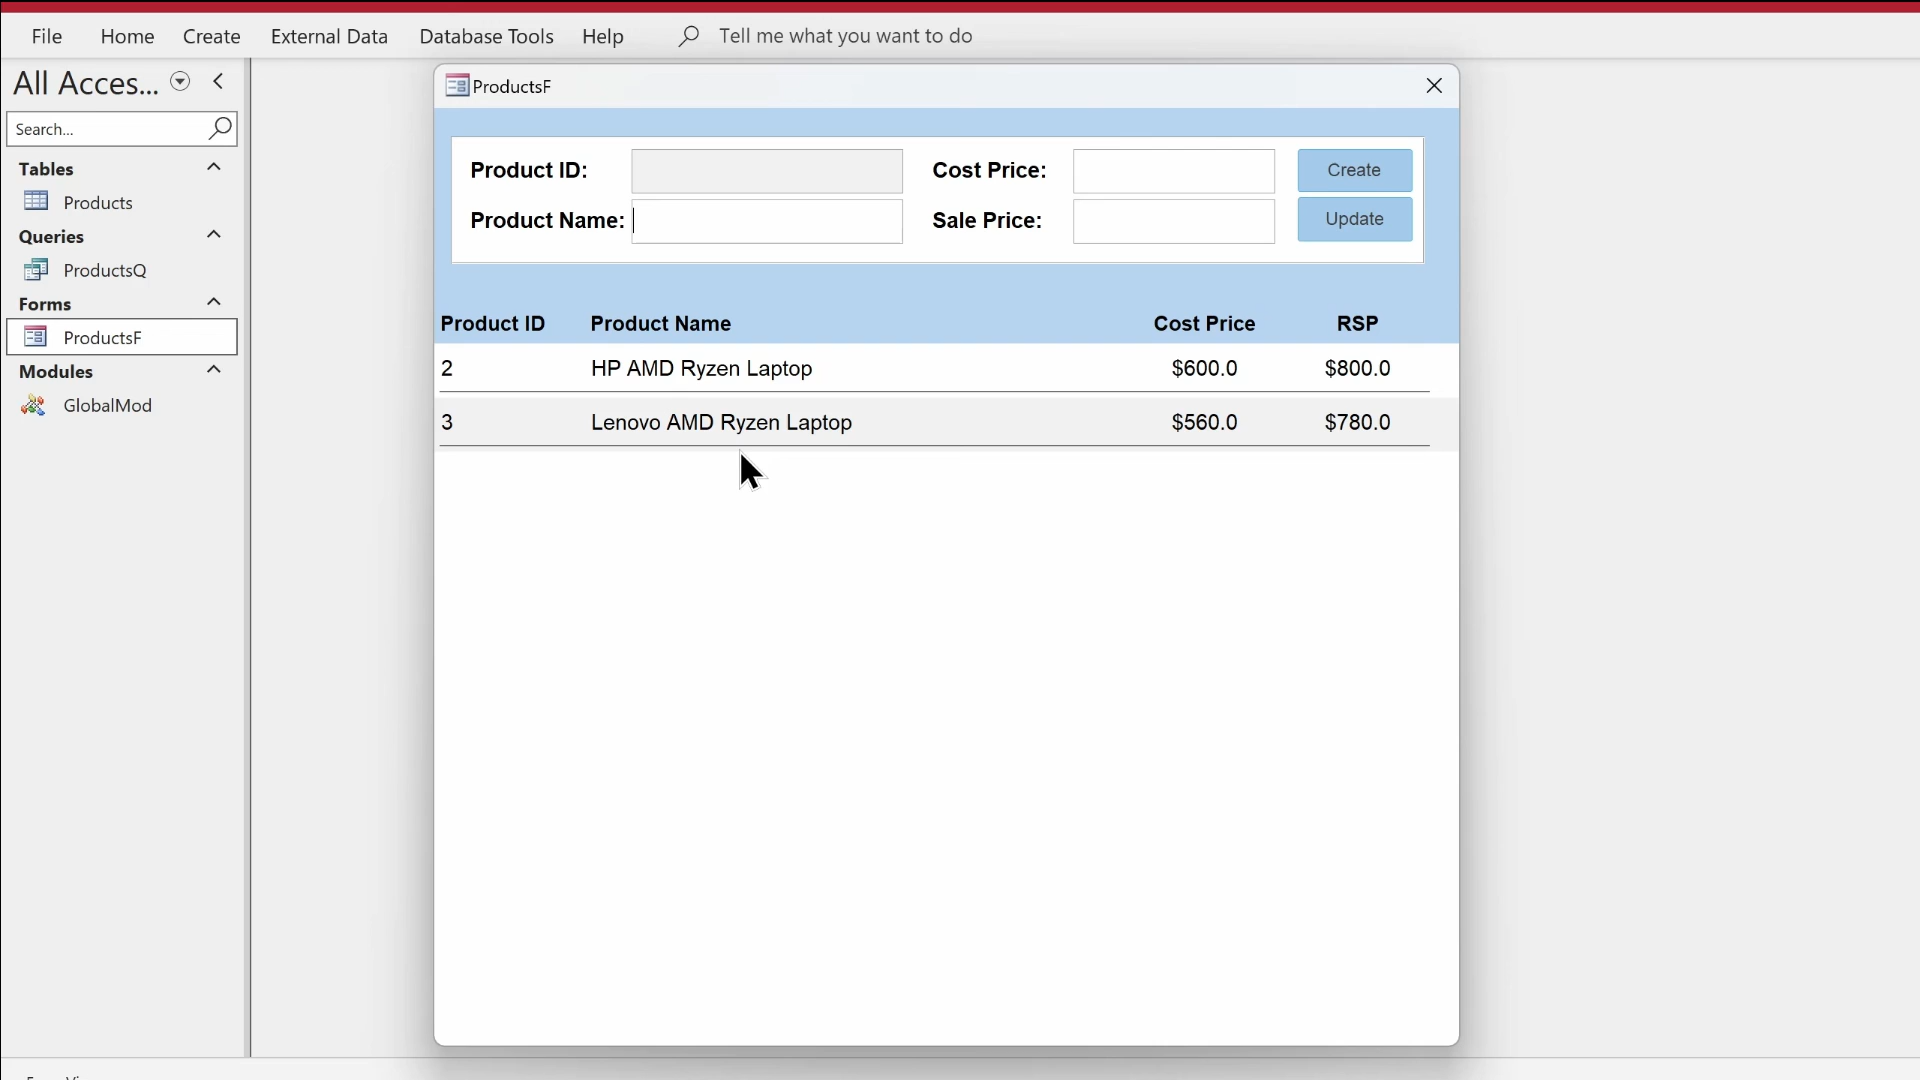 File Home Create External Data Database Tools Help Tell me what you want to do
All Acces...
Search...
Tables
Products
Queries
ProductsQ
Forms
ProductsF
Modules
GlobalMod
ProductsF
Product ID: Cost Price: Create
Product Name: Sale Price: Update
Product ID Product Name Cost Price RSP
2 HP AMD Ryzen Laptop $600.0 $800.0
3 Lenovo AMD Ryzen Laptop $560.0 $780.0